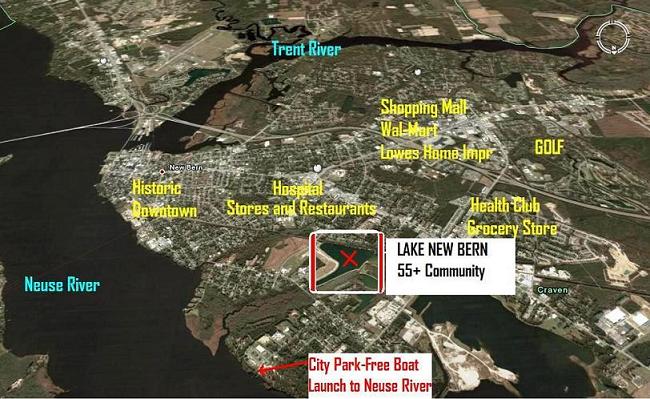 Trent River
Shopping Mall
Wal-Mart
Lowes Home Impr
GOLF
New Bern
Historic
Dowotown
Hospital
Stores and Restaurants
Health Club
Grocery Store
LAKE NEW BERN
55+ Community
Neuse River
Craven
City Park-Free Boat
Launch to Neuse River